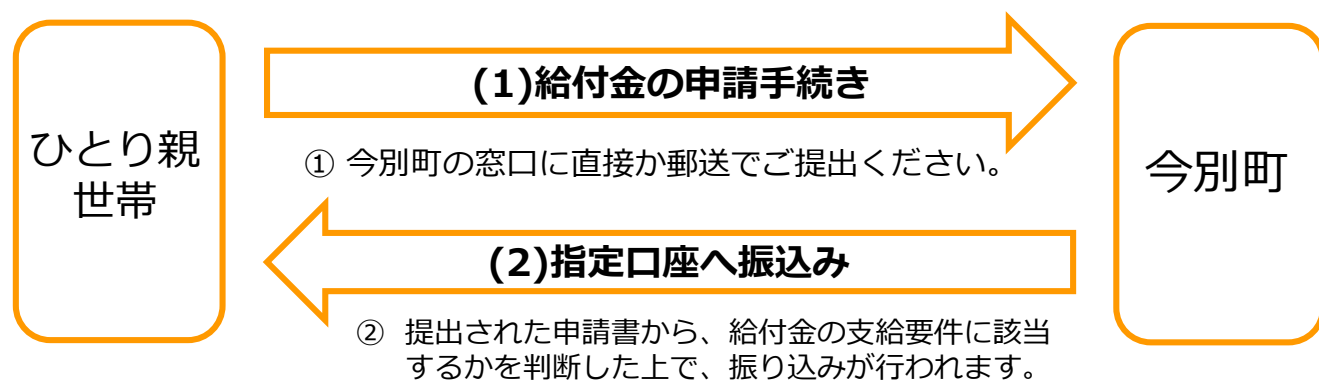 ひとり親
世帯
(1)給付金の申請手続き
① 今別町の窓口に直接か郵送でご提出ください。
(2)指定口座へ振込み
② 提出された申請書から、給付金の支給要件に該当
するかを判断した上で、振り込みが行われます。
今別町